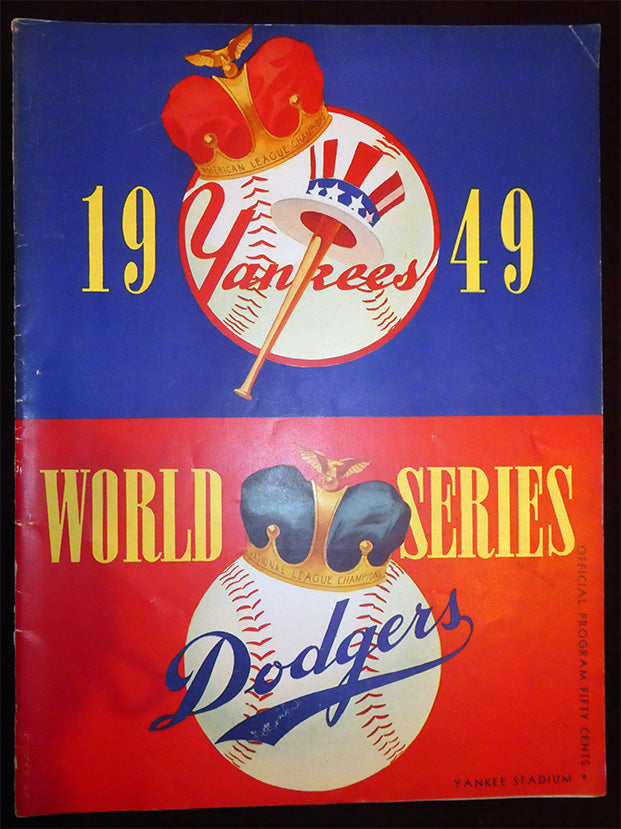 AMERICAN LEAGUE CHAMPIONS
19 49
Yankees
WORLD SERIES
NATIONAL LEAGUE CHAMPIONS
Dodgers
OFFICIAL PROGRAM FIFTY CENTS •
YANKEE STADIUM